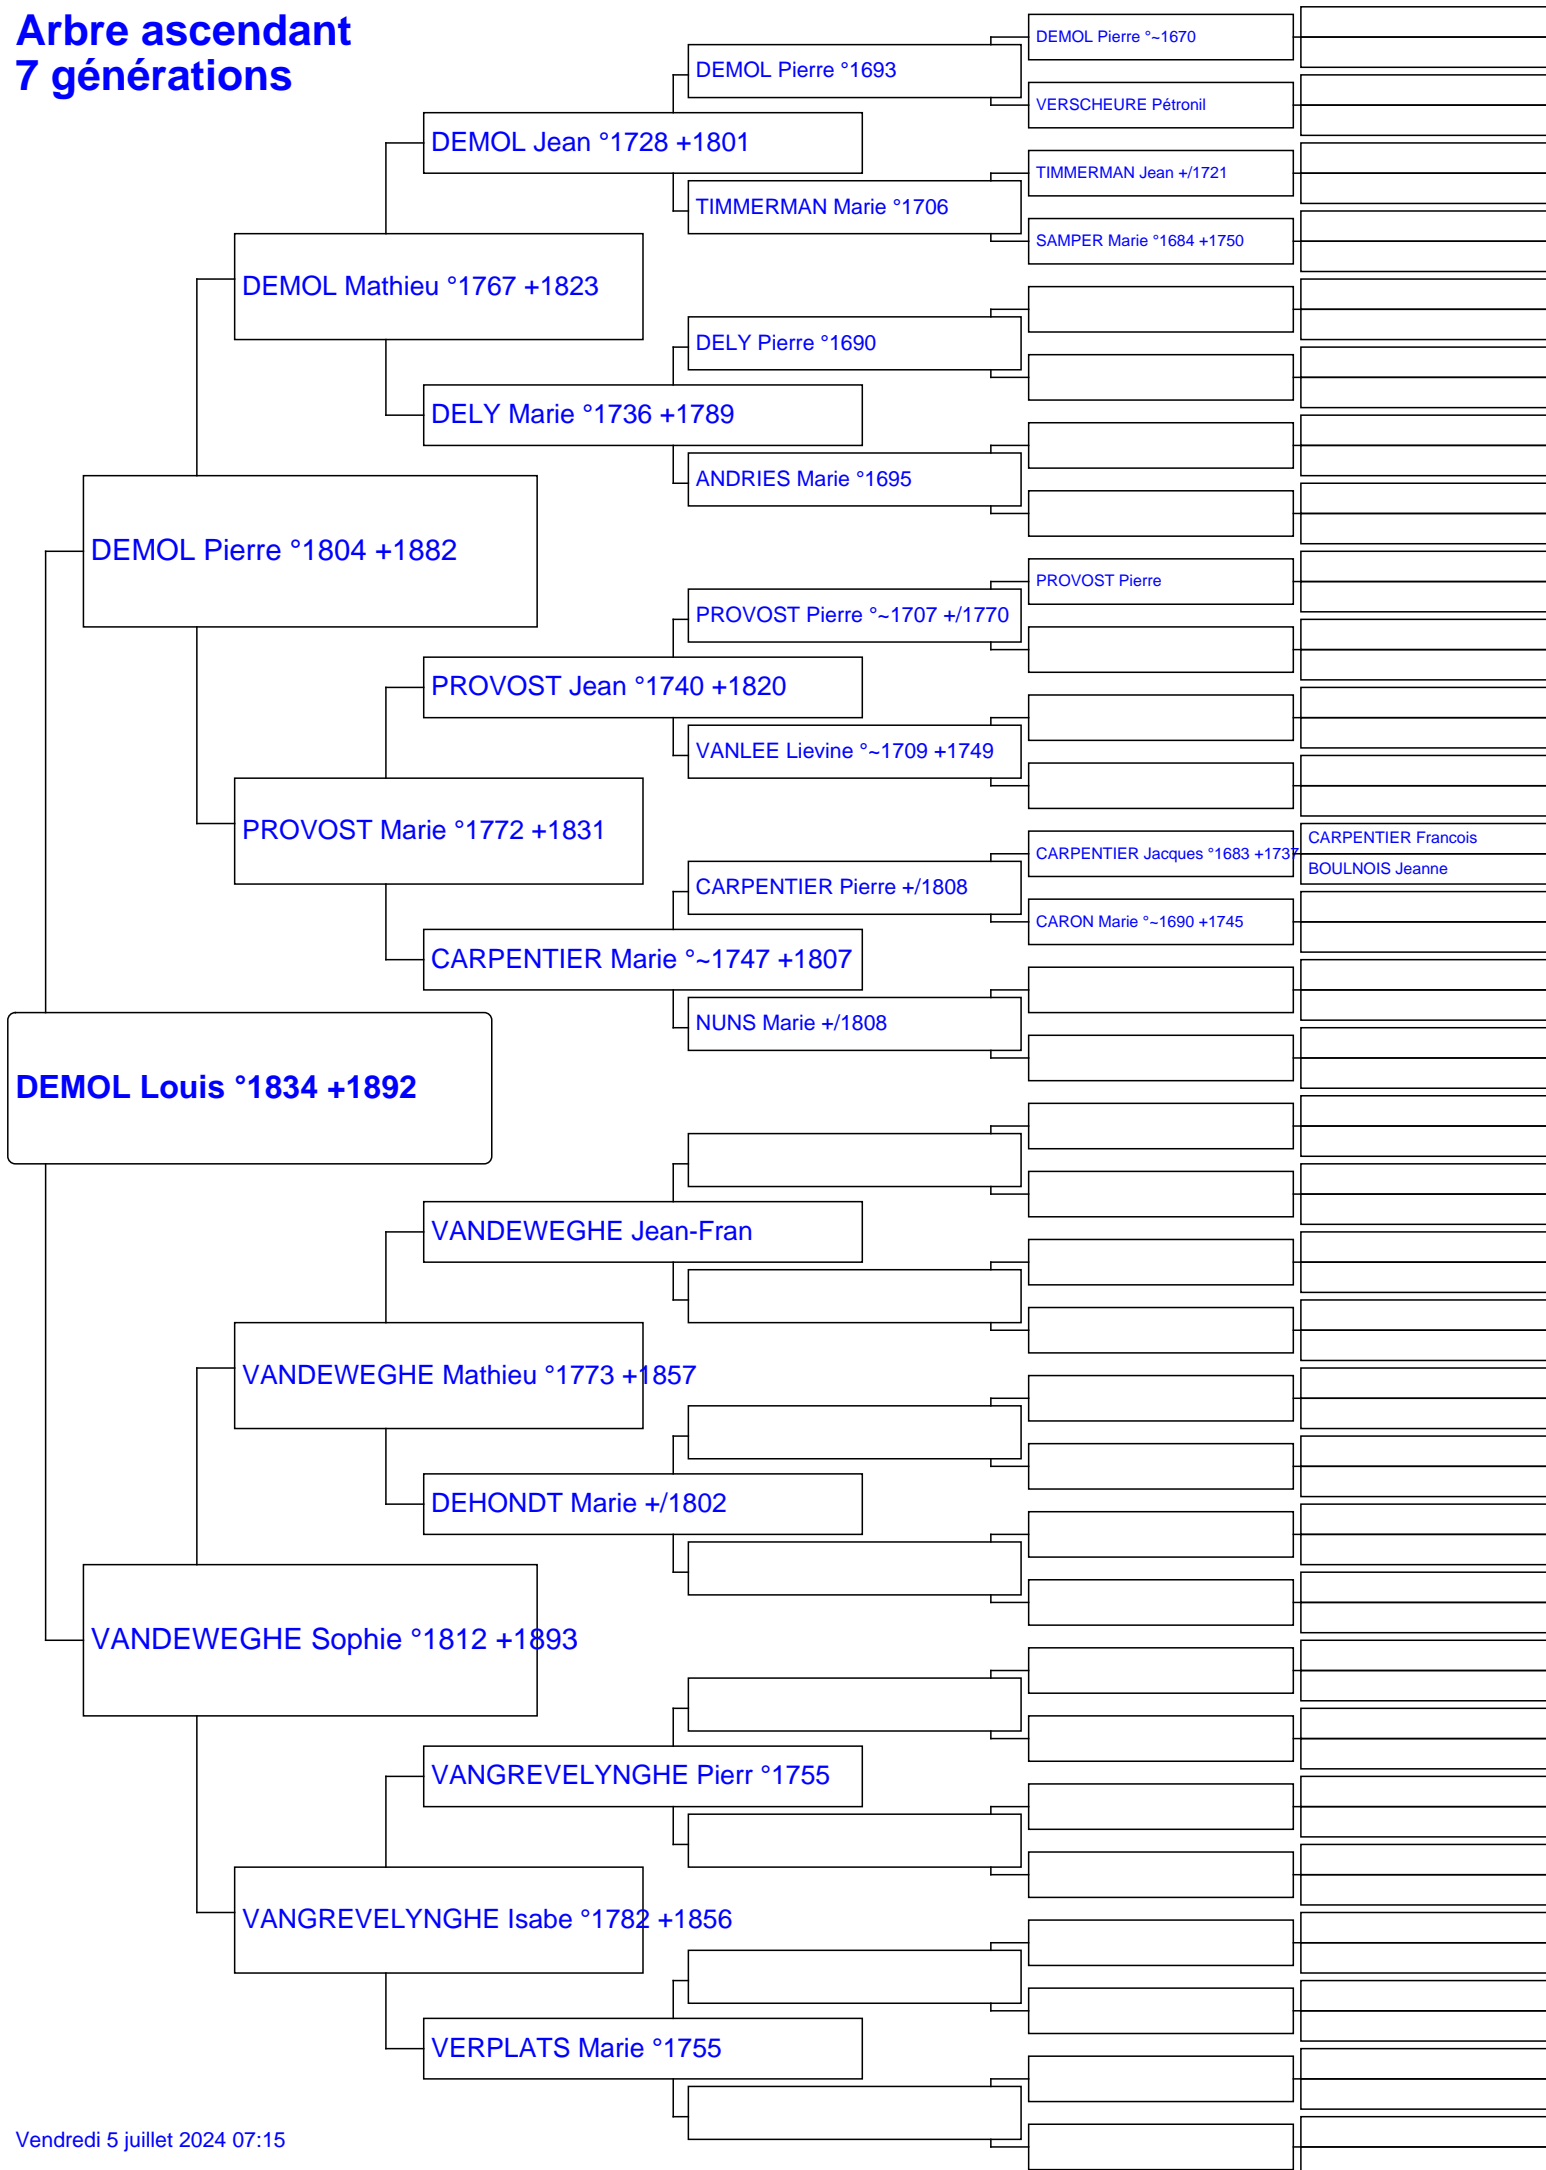 Arbre ascendant
7 générations
DEMOL Pierre °~1670
DEMOL Pierre °1693
VERSCHEURE Pétronil
DEMOL Jean °1728 +1801
TIMMERMAN Jean +/1721
TIMMERMAN Marie °1706
SAMPER Marie °1684 +1750
DEMOL Mathieu °1767 +1823
DELY Pierre °1690
DELY Marie °1736 +1789
ANDRIES Marie °1695
DEMOL Pierre °1804 +1882
PROVOST Pierre
PROVOST Pierre °~1707 +/1770
PROVOST Jean °1740 +1820
VANLEE Lievine °~1709 +1749
PROVOST Marie °1772 +1831
CARPENTIER Francois
CARPENTIER Jacques °1683 +1737
BOULNOIS Jeanne
CARPENTIER Pierre +/1808
CARON Marie °~1690 +1745
CARPENTIER Marie °~1747 +1807
NUNS Marie +/1808
DEMOL Louis °1834 +1892
VANDEWEGHE Jean-Fran
VANDEWEGHE Mathieu °1773 +1857
DEHONDT Marie +/1802
VANDEWEGHE Sophie °1812 +1893
VANGREVELYNGHE Pierr °1755
VANGREVELYNGHE Isabe °1782 +1856
VERPLATS Marie °1755
Vendredi 5 juillet 2024 07:15